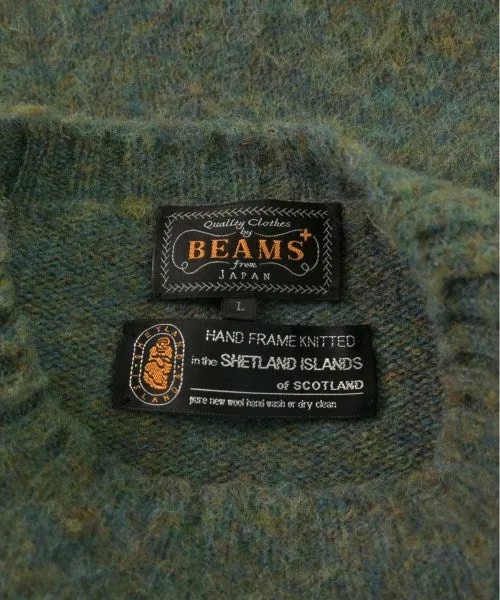 Quality Clothes
by
BEAMS+
from
JAPAN
L
HAND FRAME KNITTED
in the SHETLAND ISLANDS
of SCOTLAND
pure new wool hand wash or dry clean